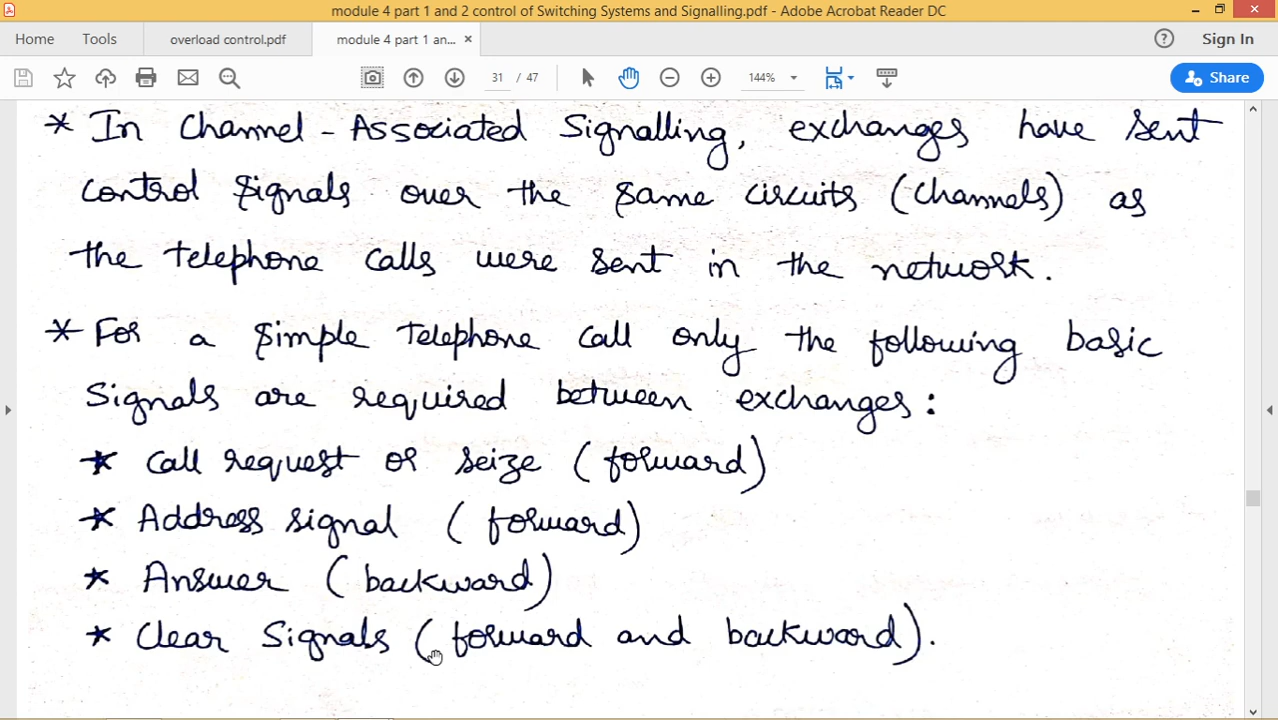 module 4 part 1 and 2 control of Switching Systems and Signalling.pdf - Adobe Acrobat Reader DC
Home Tools overload control.pdf module 4 part 1 an... × Sign In
31 / 47 144% Share
* In Channel - Associated Signalling, exchanges have sent
control signals over the same circuits (channels) as
the telephone calls were sent in the network.
* For a simple telephone call only the following basic
Signals are required between exchanges :
* Call request or seize (forward)
* Address signal (forward)
* Answer (backward)
* Clear Signals (forward and backward).